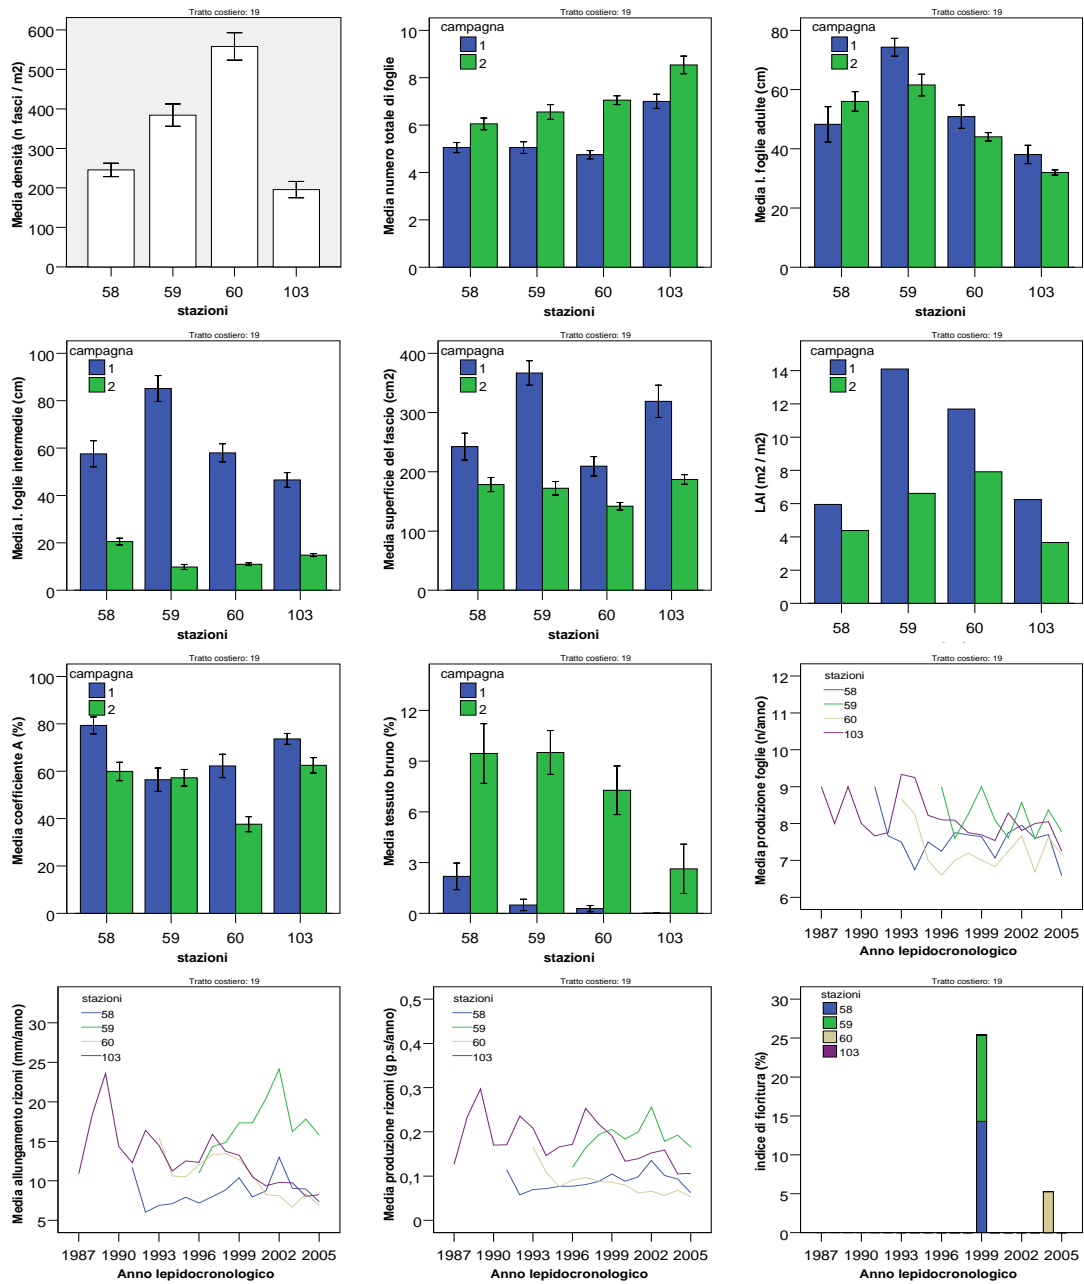 Tratto costiero: 19
Media densità (n fasci / m2)
600
500
400
300
200
100
0
58 59 60 103
stazioni
Tratto costiero: 19
campagna
1
2
Media numero totale di foglie
10
8
6
4
2
0
58 59 60 103
stazioni
Tratto costiero: 19
campagna
1
2
Media l. foglie adulte (cm)
80
60
40
20
0
58 59 60 103
stazioni
Tratto costiero: 19
campagna
1
2
Media l. foglie intermedie (cm)
100
80
60
40
20
0
58 59 60 103
stazioni
Tratto costiero: 19
campagna
1
2
Media superficie del fascio (cm2)
400
300
200
100
0
58 59 60 103
stazioni
Tratto costiero: 19
campagna
1
2
LAI (m2 / m2)
14
12
10
8
6
4
2
0
58 59 60 103
Tratto costiero: 19
campagna
1
2
Media coefficiente A (%)
100
80
60
40
20
0
58 59 60 103
stazioni
Tratto costiero: 19
campagna
1
2
Media tessuto bruno (%)
12
9
6
3
0
58 59 60 103
stazioni
Tratto costiero: 19
stazioni
58
59
60
103
Media produzione foglie (n/anno)
12
11
10
9
8
7
6
1987 1990 1993 1996 1999 2002 2005
Anno lepidocronologico
Tratto costiero: 19
stazioni
58
59
60
103
Media allungamento rizomi (mm/anno)
30
25
20
15
10
5
1987 1990 1993 1996 1999 2002 2005
Anno lepidocronologico
Tratto costiero: 19
stazioni
58
59
60
103
Media produzione rizomi (g p.s/anno)
0,5
0,4
0,3
0,2
0,1
0
1987 1990 1993 1996 1999 2002 2005
Anno lepidocronologico
Tratto costiero: 19
stazioni
58
59
60
103
indice di fioritura (%)
30
25
20
15
10
5
0
1987 1990 1993 1996 1999 2002 2005
Anno lepidocronologico